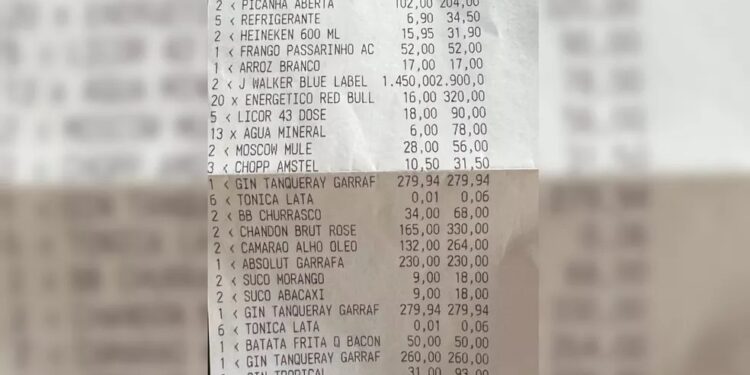 2 < PICANHA ABERTA 102,00 204,00
5 < REFRIGERANTE 6,90 34,50
2 < HEINEKEN 600 ML 15,95 31,90
1 < FRANGO PASSARINHO AC 52,00 52,00
1 < ARROZ BRANCO 17,00 17,00
2 < J WALKER BLUE LABEL 1.450,002.900,0
20 x ENERGETICO RED BULL 16,00 320,00
5 < LICOR 43 DOSE 18,00 90,00
13 x AGUA MINERAL 6,00 78,00
2 < MOSCOW MULE 28,00 56,00
3 < CHOPP AMSTEL 10,50 31,50
1 < GIN TANQUERAY GARRAF 279,94 279,94
6 < TONICA LATA 0,01 0,06
2 < BB CHURRASCO 34,00 68,00
2 < CHANDON BRUT ROSE 165,00 330,00
2 < CAMARAO ALHO OLEO 132,00 264,00
1 < ABSOLUT GARRAFA 230,00 230,00
2 < SUCO MORANGO 9,00 18,00
2 < SUCO ABACAXI 9,00 18,00
1 < GIN TANQUERAY GARRAF 279,94 279,94
6 < TONICA LATA 0,01 0,06
1 < BATATA FRITA Q BACON 50,00 50,00
1 < GIN TANQUERAY GARRAF 260,00 260,00
GIN TROPICAL 31,00 93,00